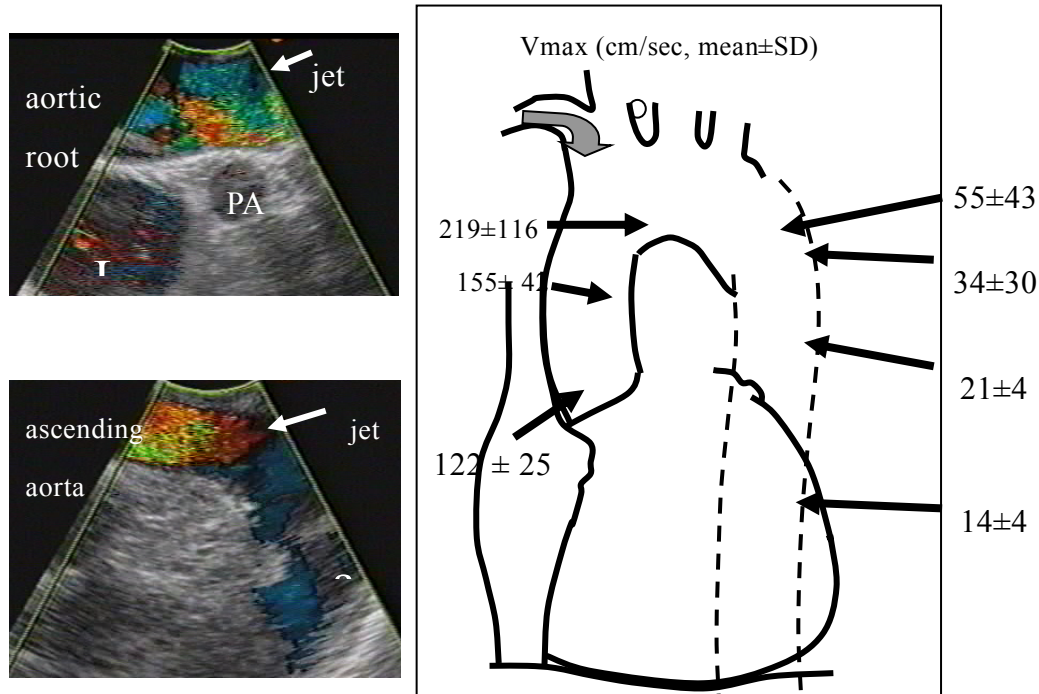 aortic
root
jet
PA
ascending
aorta
jet
Vmax (cm/sec, mean±SD)
219±116
155± 42
122 ± 25
55±43
34±30
21±4
14±4